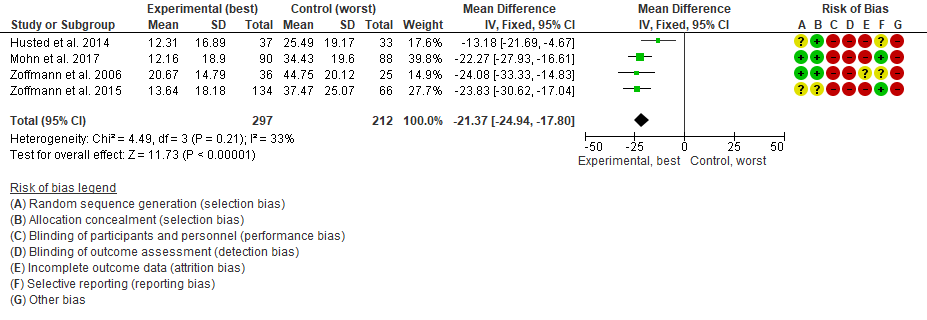 Experimental (best) Control (worst) Mean Difference Mean Difference Risk of Bias
Study or Subgroup Mean SD Total Mean SD Total Weight IV, Fixed, 95% CI IV, Fixed, 95% CI A B C D E F G
Husted et al. 2014 12.31 16.89 37 25.49 19.17 33 17.6% -13.18 [-21.69, -4.67] ? + − − − ? −
Mohn et al. 2017 12.16 18.9 90 34.43 19.6 88 39.8% -22.27 [-27.93, -16.61] + + − − − + −
Zoffmann et al. 2006 20.67 14.79 36 44.75 20.12 25 14.9% -24.08 [-33.33, -14.83] + + − − ? ? −
Zoffmann et al. 2015 13.64 18.18 134 37.47 25.07 66 27.7% -23.83 [-30.62, -17.04] ? ? − − − + −
Total (95% CI) 297 212 100.0% -21.37 [-24.94, -17.80]
Heterogeneity: Chi² = 4.49, df = 3 (P = 0.21); I² = 33%
Test for overall effect: Z = 11.73 (P < 0.00001)
-50 -25 0 25 50
Experimental, best Control, worst
Risk of bias legend
(A) Random sequence generation (selection bias)
(B) Allocation concealment (selection bias)
(C) Blinding of participants and personnel (performance bias)
(D) Blinding of outcome assessment (detection bias)
(E) Incomplete outcome data (attrition bias)
(F) Selective reporting (reporting bias)
(G) Other bias